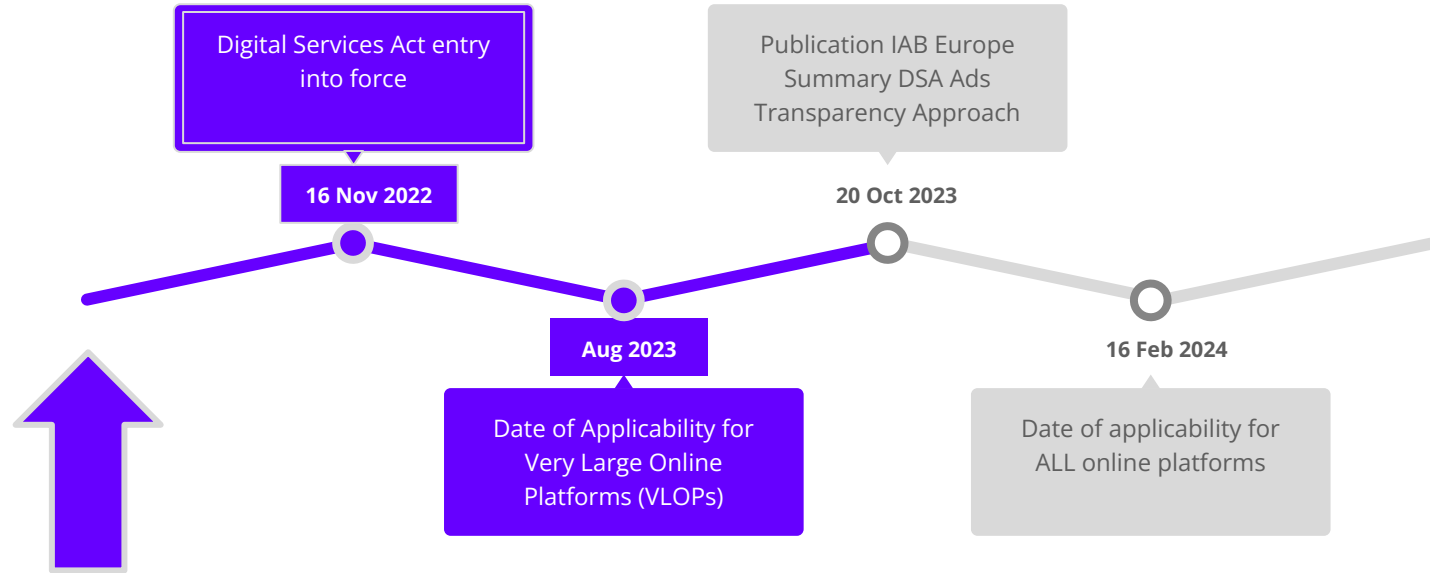 Digital Services Act entry
into force
16 Nov 2022
Aug 2023
Date of Applicability for
Very Large Online
Platforms (VLOPs)
Publication IAB Europe
Summary DSA Ads
Transparency Approach
20 Oct 2023
16 Feb 2024
Date of applicability for
ALL online platforms